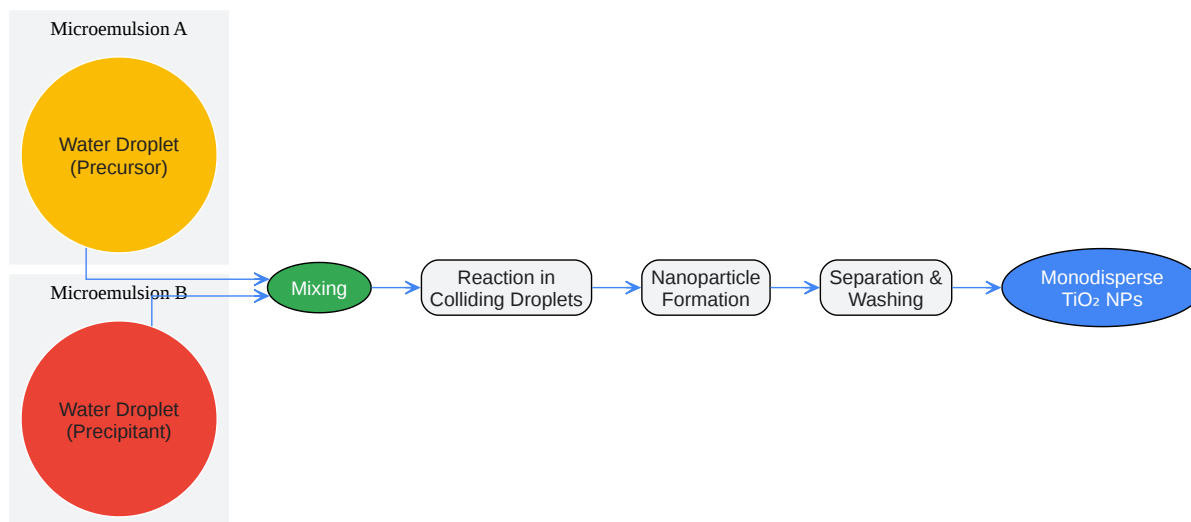 Microemulsion A
Water Droplet
(Precursor)
Microemulsion B
Water Droplet
(Precipitant)
Mixing
Reaction in
Colliding Droplets
Nanoparticle
Formation
Separation &
Washing
Monodisperse
TiO₂ NPs